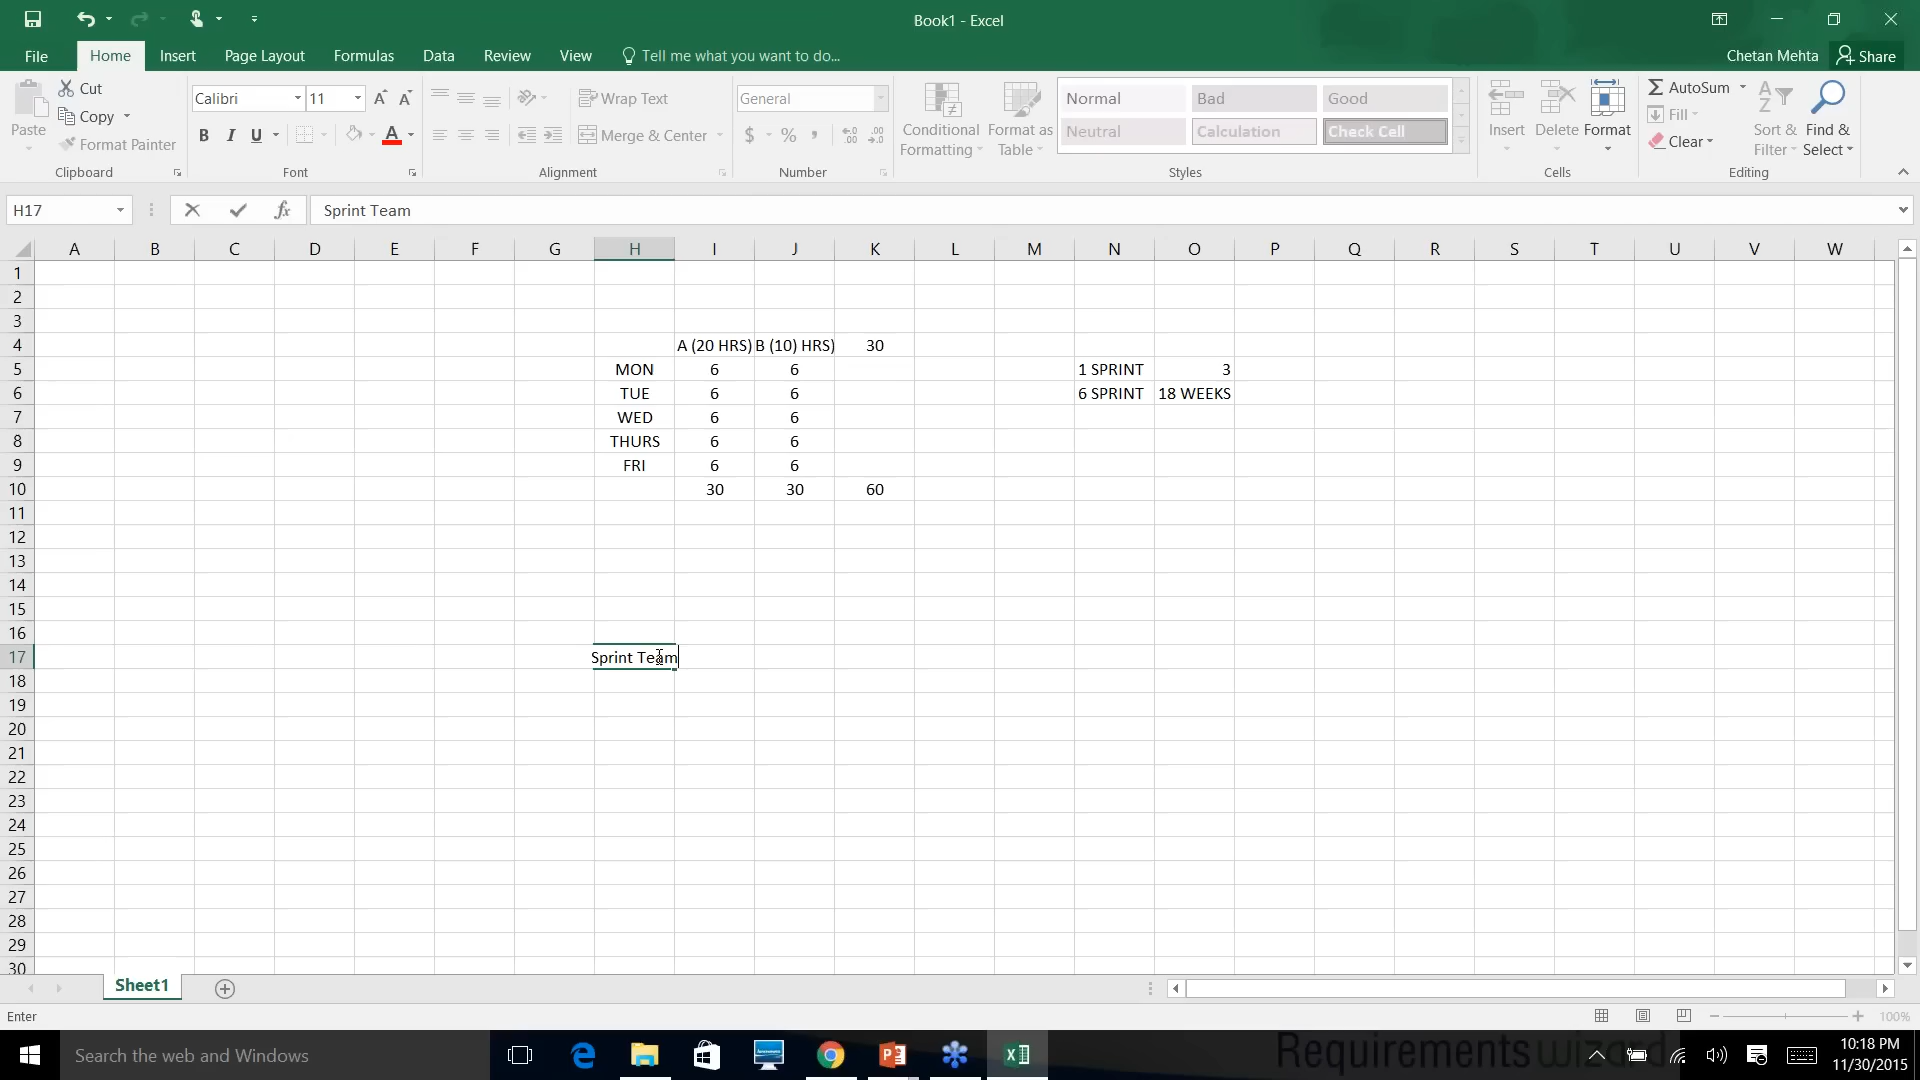 Book1 - Excel
File Home Insert Page Layout Formulas Data Review View Tell me what you want to do... Chetan Mehta Share
Cut Calibri 11 Wrap Text General Normal Bad Good AutoSum
Copy Fill
Paste Format Painter Merge & Center Conditional Formatting Format as Table Neutral Calculation Check Cell Insert Delete Format Clear Sort & Filter Find & Select
Clipboard Font Alignment Number Styles Cells Editing
H17 fx Sprint Team
A B C D E F G H I J K L M N O P Q R S T U V W
1
2
3
4 A (20 HRS) B (10) HRS) 30
5 MON 6 6 1 SPRINT 3
6 TUE 6 6 6 SPRINT 18 WEEKS
7 WED 6 6
8 THURS 6 6
9 FRI 6 6
10 30 30 60
11
12
13
14
15
16
17 Sprint Team
18
19
20
21
22
23
24
25
26
27
28
29
30
Sheet1
Enter 100%
Search the web and Windows Requirements wizard 10:18 PM
11/30/2015